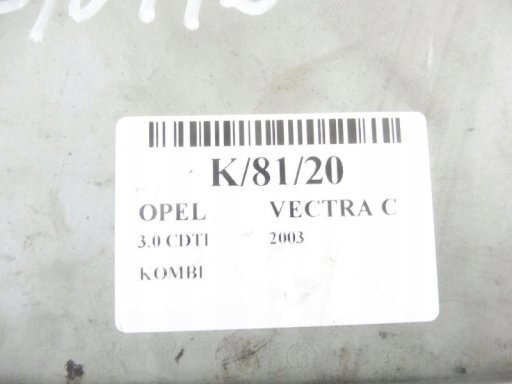 K/81/20
OPEL VECTRA C
3.0 CDTI 2003
KOMBI